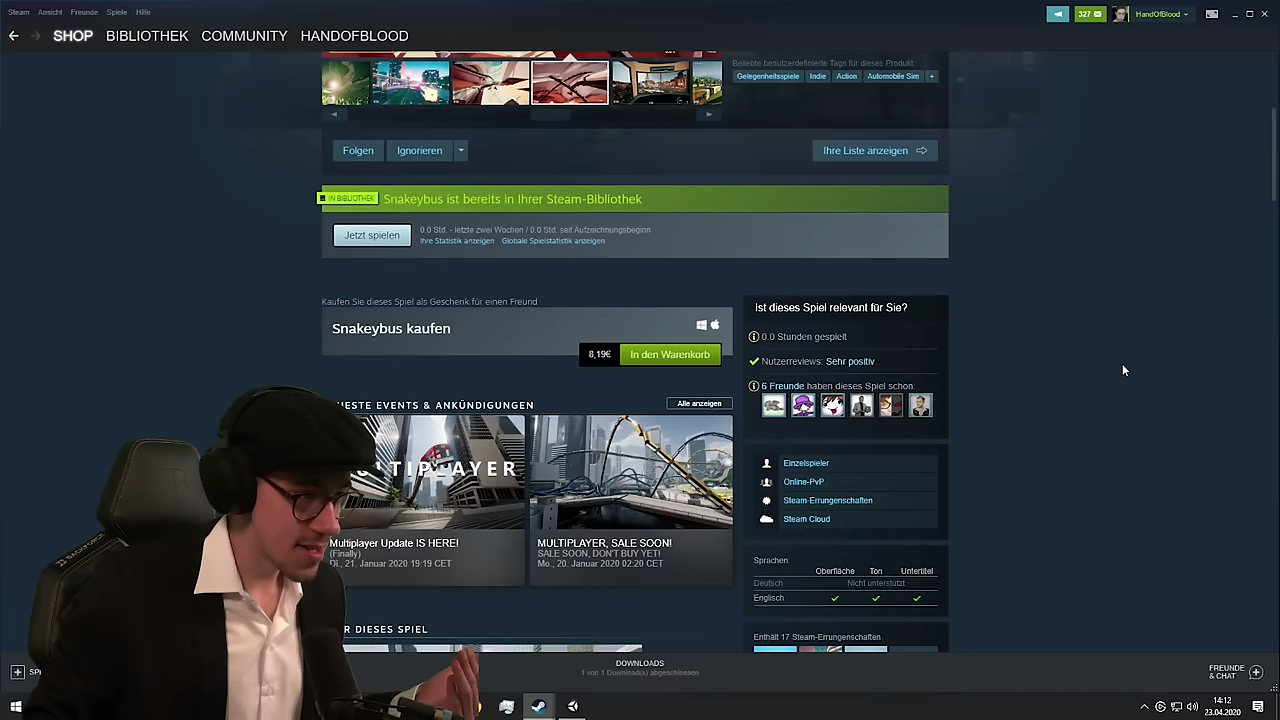 Steam Ansicht Freunde Spiele Hilfe
327
HandOfBlood
SHOP BIBLIOTHEK COMMUNITY HANDOFBLOOD
Beliebte benutzerdefinierte Tags für dieses Produkt:
Gelegenheitsspiele Indie Action Automobile Sim +
Folgen Ignorieren Ihre Liste anzeigen
IN BIBLIOTHEK Snakeybus ist bereits in Ihrer Steam-Bibliothek
Jetzt spielen
0.0 Std. - letzte zwei Wochen / 0.0 Std. seit Aufzeichnungsbeginn
Ihre Statistik anzeigen Globale Spielstatistik anzeigen
Kaufen Sie dieses Spiel als Geschenk für einen Freund
Snakeybus kaufen
8,19€ In den Warenkorb
Ist dieses Spiel relevant für Sie?
0.0 Stunden gespielt
Nutzerreviews: Sehr positiv
6 Freunde haben dieses Spiel schon:
ESTE EVENTS & ANKÜNDIGUNGEN
Alle anzeigen
LTIPLAYER
Multiplayer Update IS HERE!
(Finally)
Di., 21. Januar 2020 19:19 CET
MULTIPLAYER, SALE SOON!
SALE SOON, DON'T BUY YET!
Mo., 20. Januar 2020 02:20 CET
Einzelspieler
Online-PvP
Steam-Errungenschaften
Steam Cloud
Sprachen:
Oberfläche Ton Untertitel
Deutsch Nicht unterstützt
Englisch ✓ ✓ ✓
R DIESES SPIEL
Enthält 17 Steam-Errungenschaften
SP
DOWNLOADS
1 von 1 Download(s) abgeschlossen
FREUNDE
& CHAT
14:12
23.04.2020